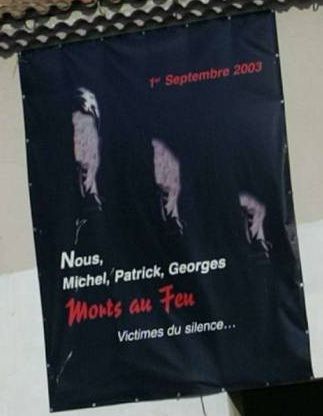 1er Septembre 2003
Nous,
Michel, Patrick, Georges
Morts au Feu
Victimes du silence...